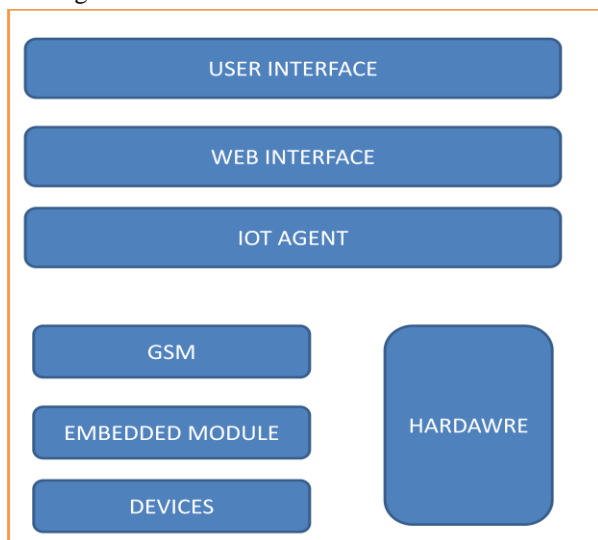 USER INTERFACE
WEB INTERFACE
IOT AGENT
GSM
EMBEDDED MODULE
HARDAWRE
DEVICES